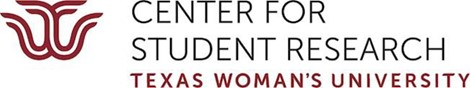 CENTER FOR
STUDENT RESEARCH
TEXAS WOMAN'S UNIVERSITY